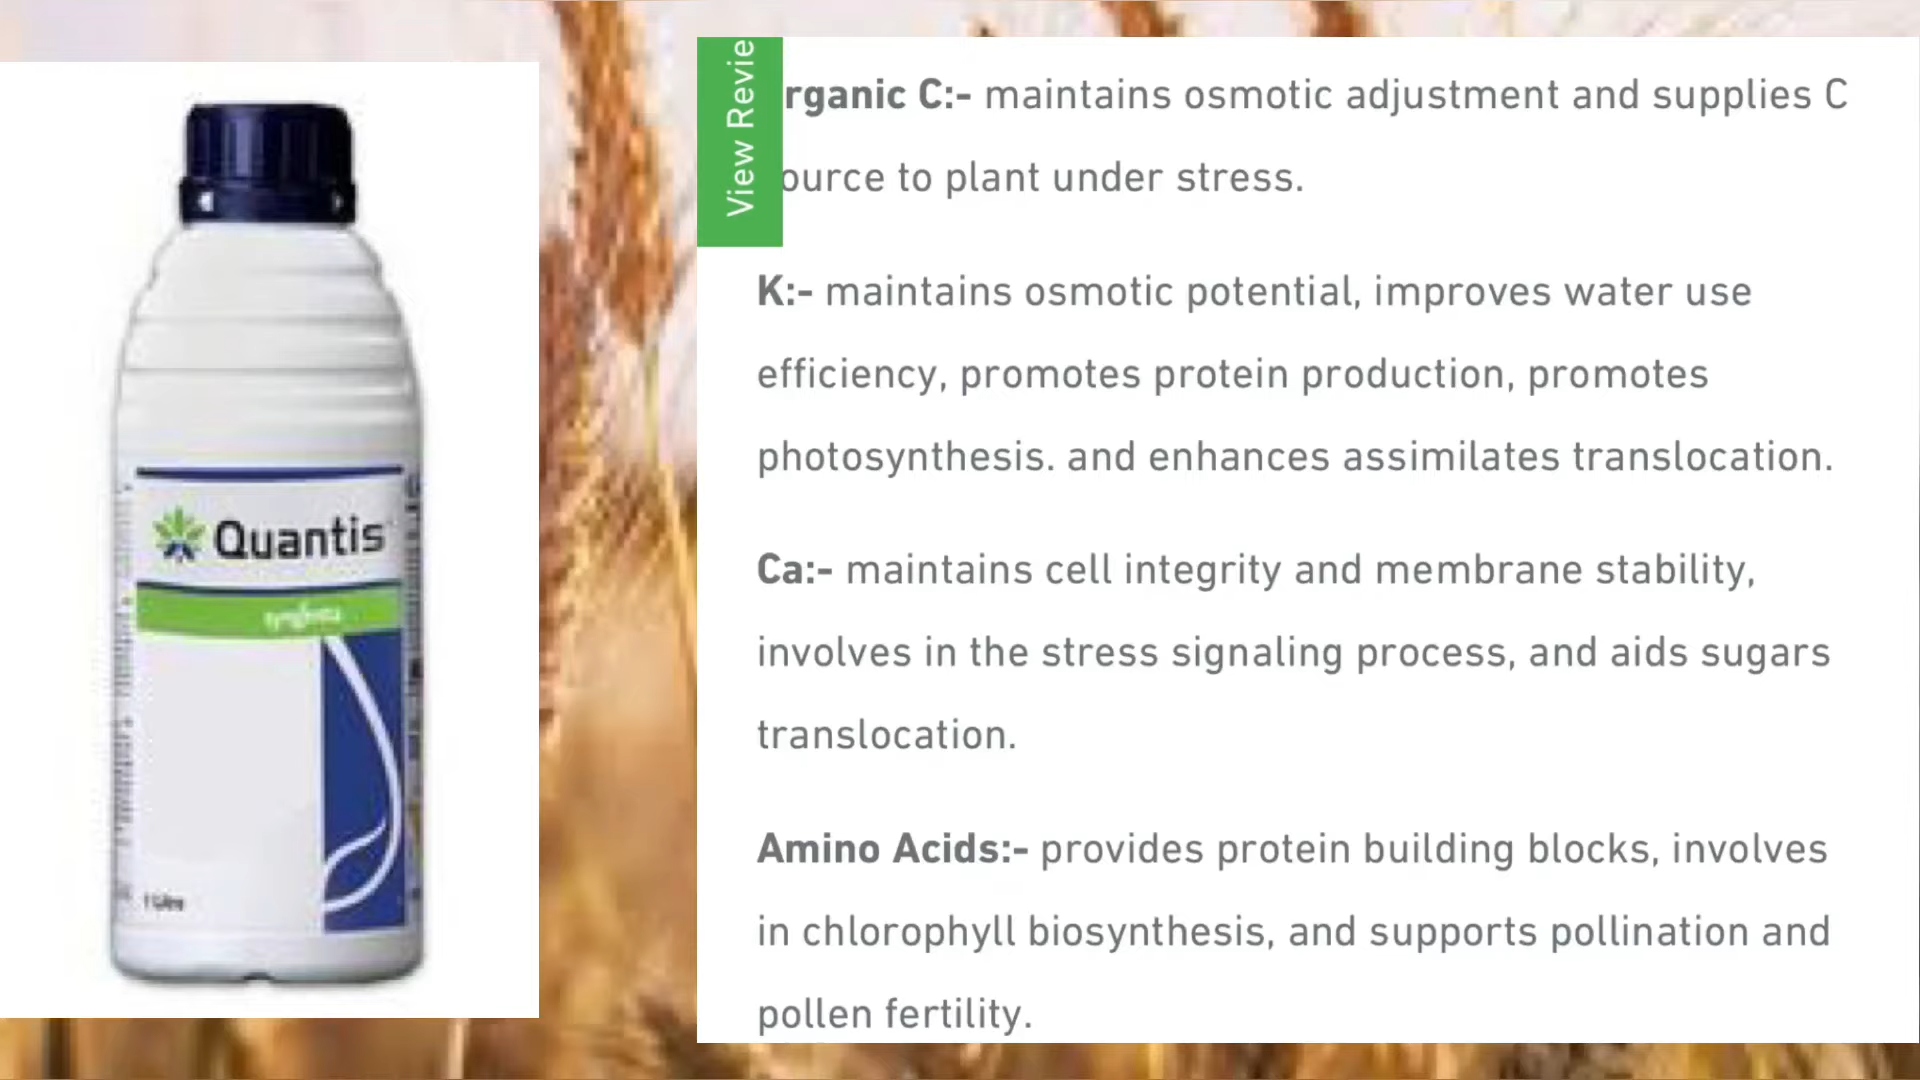 Quantis
syngenta
1 Litre
View Revie
rganic C:- maintains osmotic adjustment and supplies C
ource to plant under stress.
K:- maintains osmotic potential, improves water use
efficiency, promotes protein production, promotes
photosynthesis. and enhances assimilates translocation.
Ca:- maintains cell integrity and membrane stability,
involves in the stress signaling process, and aids sugars
translocation.
Amino Acids:- provides protein building blocks, involves
in chlorophyll biosynthesis, and supports pollination and
pollen fertility.